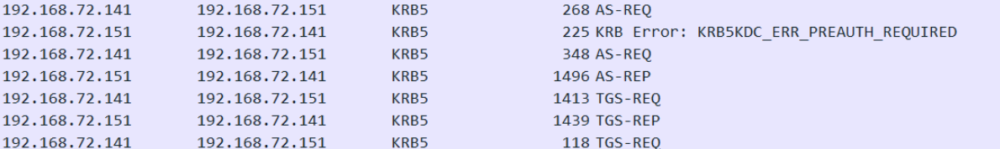 192.168.72.141 192.168.72.151 KRB5 268 AS-REQ
192.168.72.151 192.168.72.141 KRB5 225 KRB Error: KRB5KDC_ERR_PREAUTH_REQUIRED
192.168.72.141 192.168.72.151 KRB5 348 AS-REQ
192.168.72.151 192.168.72.141 KRB5 1496 AS-REP
192.168.72.141 192.168.72.151 KRB5 1413 TGS-REQ
192.168.72.151 192.168.72.141 KRB5 1439 TGS-REP
192.168.72.141 192.168.72.151 KRB5 118 TGS-REQ